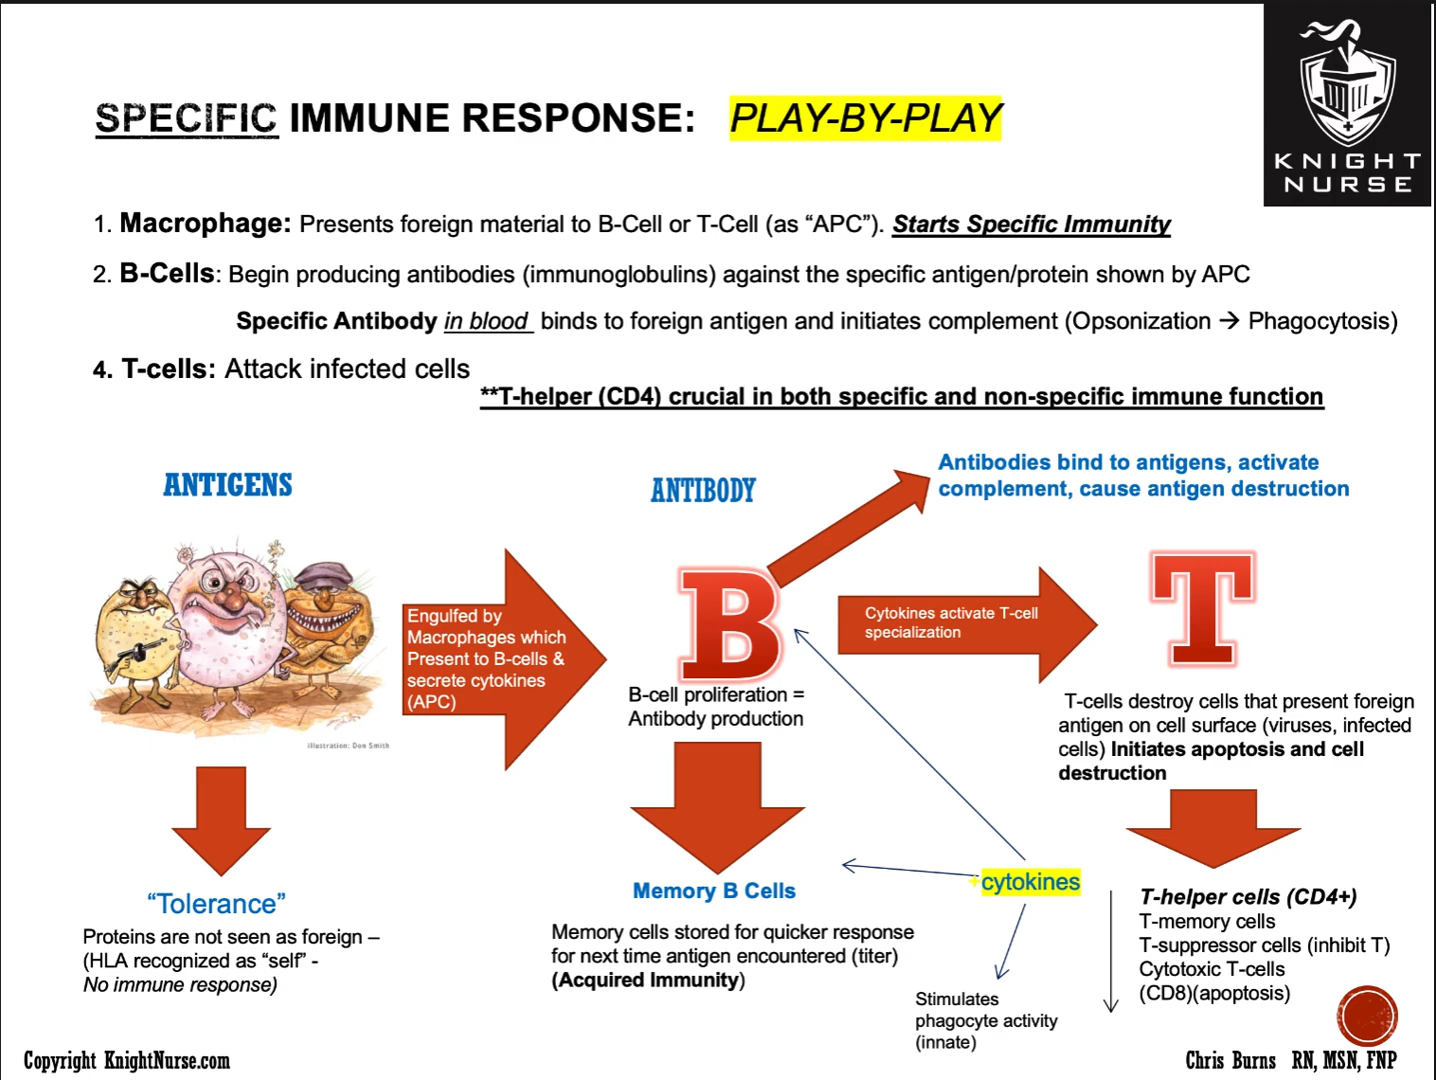 SPECIFIC IMMUNE RESPONSE: PLAY-BY-PLAY
KNIGHT
NURSE
1. Macrophage: Presents foreign material to B-Cell or T-Cell (as “APC”). Starts Specific Immunity
2. B-Cells: Begin producing antibodies (immunoglobulins) against the specific antigen/protein shown by APC
Specific Antibody in blood binds to foreign antigen and initiates complement (Opsonization → Phagocytosis)
4. T-cells: Attack infected cells
**T-helper (CD4) crucial in both specific and non-specific immune function
ANTIGENS
illustration: Don Smith
Engulfed by
Macrophages which
Present to B-cells &
secrete cytokines
(APC)
“Tolerance”
Proteins are not seen as foreign –
(HLA recognized as “self” -
No immune response)
ANTIBODY
B
B-cell proliferation =
Antibody production
Antibodies bind to antigens, activate
complement, cause antigen destruction
Memory B Cells
Memory cells stored for quicker response
for next time antigen encountered (titer)
(Acquired Immunity)
Cytokines activate T-cell
specialization
+cytokines
Stimulates
phagocyte activity
(innate)
T
T-cells destroy cells that present foreign
antigen on cell surface (viruses, infected
cells) Initiates apoptosis and cell
destruction
T-helper cells (CD4+)
T-memory cells
T-suppressor cells (inhibit T)
Cytotoxic T-cells
(CD8)(apoptosis)
Copyright KnightNurse.com
Chris Burns RN, MSN, FNP